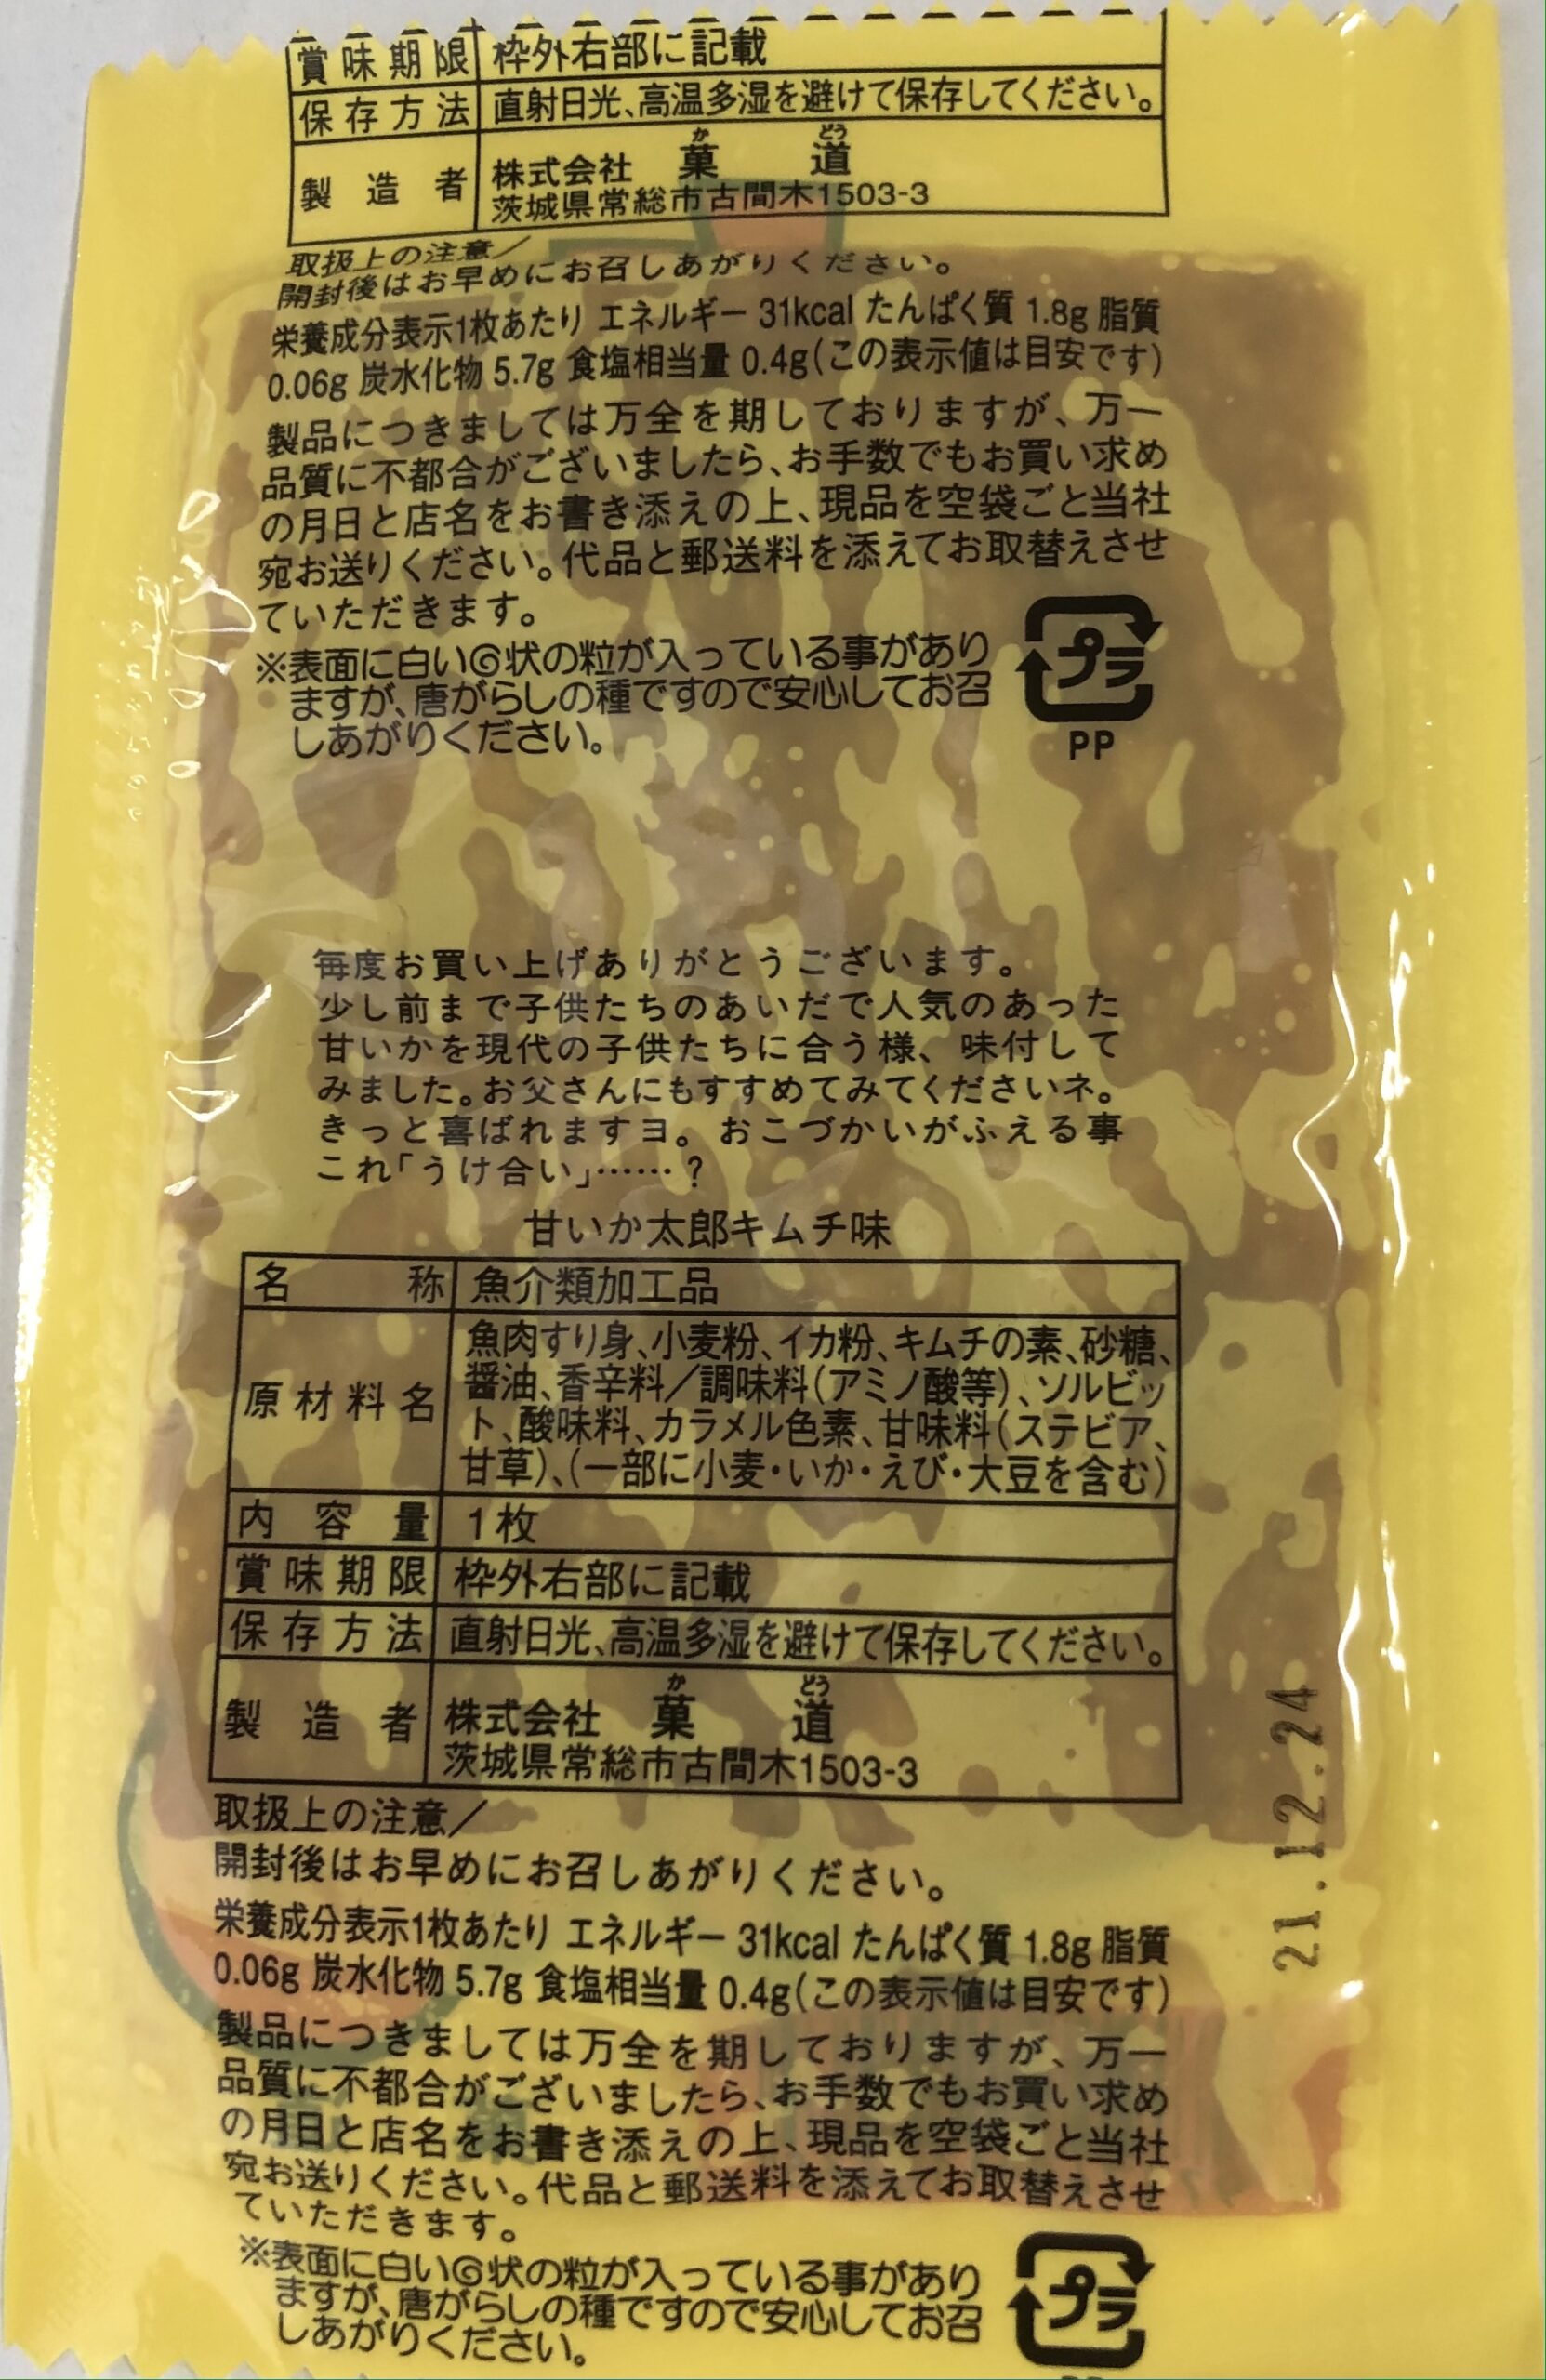 賞味期限 枠外右部に記載
保存方法 直射日光、高温多湿を避けて保存してください。
か どう
製造者 株式会社 菓道
茨城県常総市古間木1503-3
取扱上の注意／
開封後はお早めにお召しあがりください。
栄養成分表示1枚あたり エネルギー 31kcal たんぱく質 1.8g 脂質
0.06g 炭水化物 5.7g 食塩相当量 0.4g(この表示値は目安です)
製品につきましては万全を期しておりますが、万一
品質に不都合がございましたら、お手数でもお買い求め
の月日と店名をお書き添えの上、現品を空袋ごと当社
宛お送りください。代品と郵送料を添えてお取替えさせ
ていただきます。
※表面に白い◎状の粒が入っている事があり
ますが、唐がらしの種ですので安心してお召
しあがりください。
プラ
PP
毎度お買い上げありがとうございます。
少し前まで子供たちのあいだで人気のあった
甘いかを現代の子供たちに合う様、味付して
みました。お父さんにもすすめてみてくださいネ。
きっと喜ばれますヨ。おこづかいがふえる事
これ「うけ合い」……？
甘いか太郎キムチ味
名称 魚介類加工品
原材料名 魚肉すり身、小麦粉、イカ粉、キムチの素、砂糖、
醤油、香辛料／調味料(アミノ酸等)、ソルビッ
ト、酸味料、カラメル色素、甘味料(ステビア、
甘草)、(一部に小麦・いか・えび・大豆を含む)
内容量 1枚
賞味期限 枠外右部に記載
保存方法 直射日光、高温多湿を避けて保存してください。
か どう
製造者 株式会社 菓道
茨城県常総市古間木1503-3
21.12.24
取扱上の注意／
開封後はお早めにお召しあがりください。
栄養成分表示1枚あたり エネルギー 31kcal たんぱく質 1.8g 脂質
0.06g 炭水化物 5.7g 食塩相当量 0.4g(この表示値は目安です)
製品につきましては万全を期しておりますが、万一
品質に不都合がございましたら、お手数でもお買い求め
の月日と店名をお書き添えの上、現品を空袋ごと当社
宛お送りください。代品と郵送料を添えてお取替えさせ
ていただきます。
※表面に白い◎状の粒が入っている事があり
ますが、唐がらしの種ですので安心してお召
しあがりください。
プラ